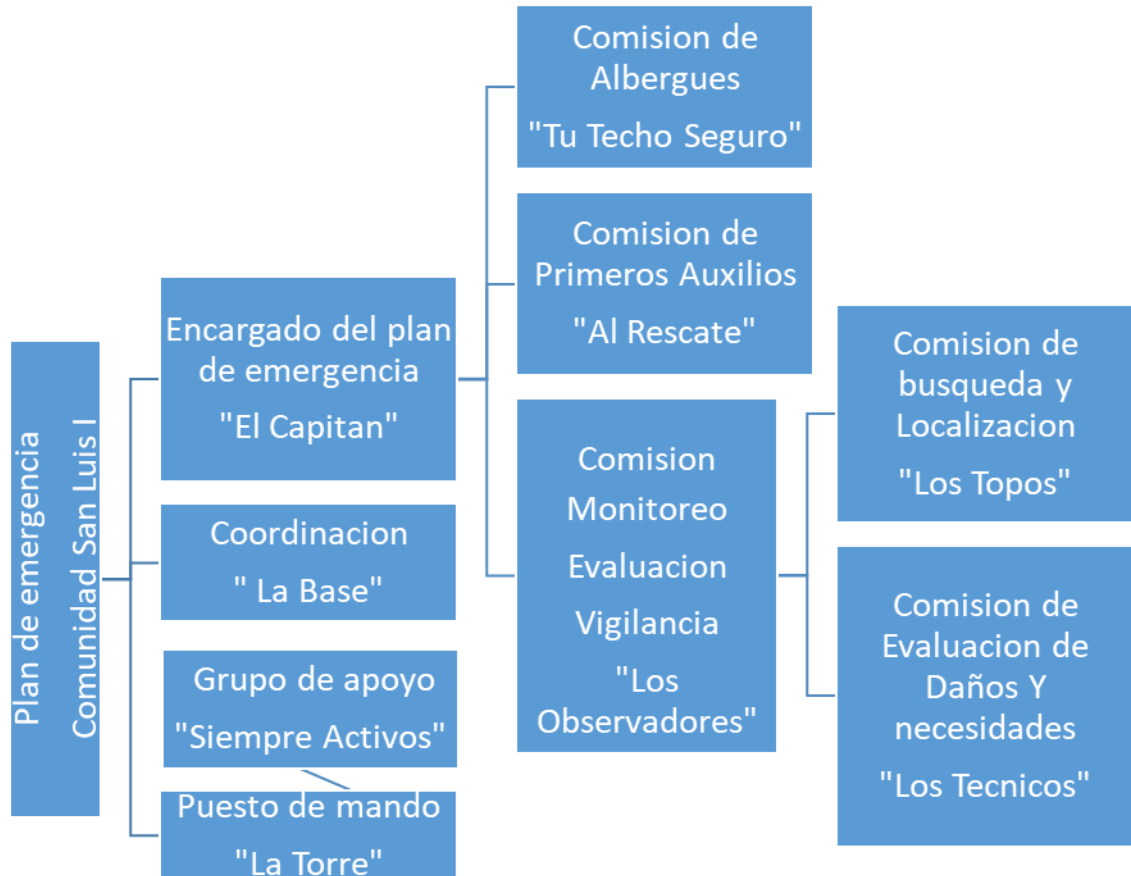 Plan de emergencia
Comunidad San Luis I
Encargado del plan
de emergencia
"El Capitan"
Coordinacion
" La Base"
Grupo de apoyo
"Siempre Activos"
Puesto de mando
"La Torre"
Comision de
Albergues
"Tu Techo Seguro"
Comision de
Primeros Auxilios
"Al Rescate"
Comision
Monitoreo
Evaluacion
Vigilancia
"Los
Observadores"
Comision de
busqueda y
Localizacion
"Los Topos"
Comision de
Evaluacion de
Daños Y
necesidades
"Los Tecnicos"